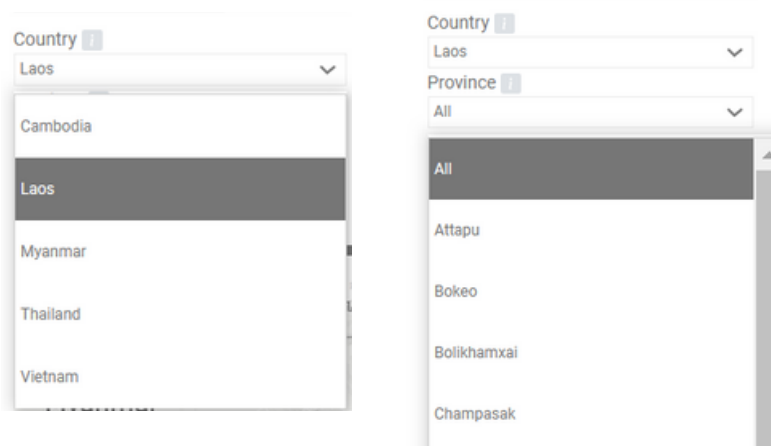 Country i
Laos
Cambodia
Laos
Myanmar
Thailand
Vietnam
Country i
Laos
Province i
All
All
Attapu
Bokeo
Bolikhamxai
Champasak